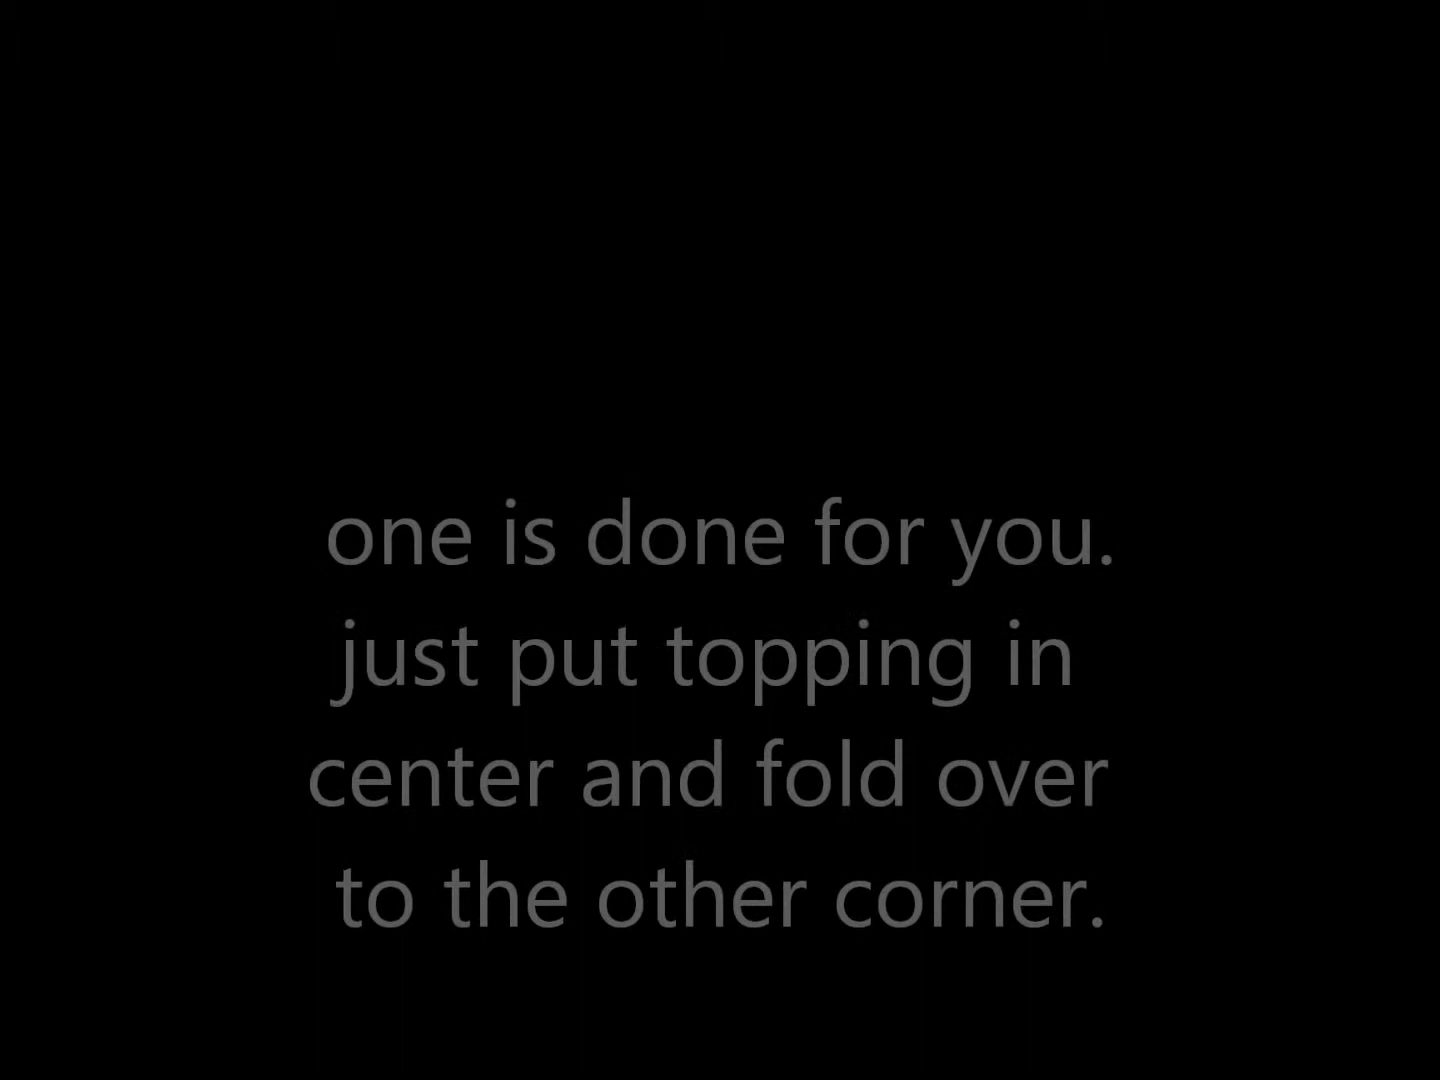 one is done for you.
just put topping in
center and fold over
to the other corner.